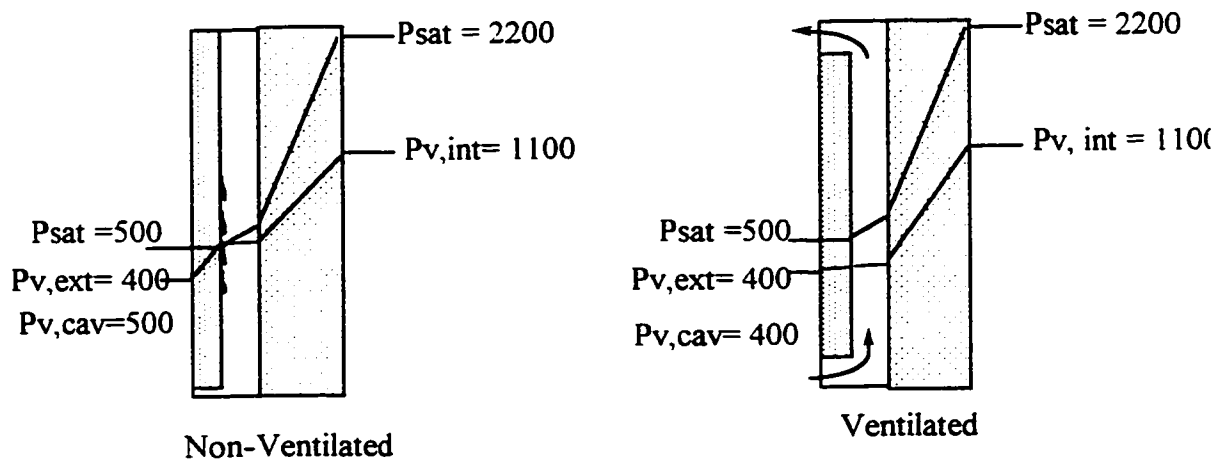 Psat = 2200
Pv,int= 1100
Psat =500
Pv,ext= 400
Pv,cav=500
Non-Ventilated
Psat = 2200
Pv, int = 1100
Psat =500
Pv,ext= 400
Pv,cav= 400
Ventilated